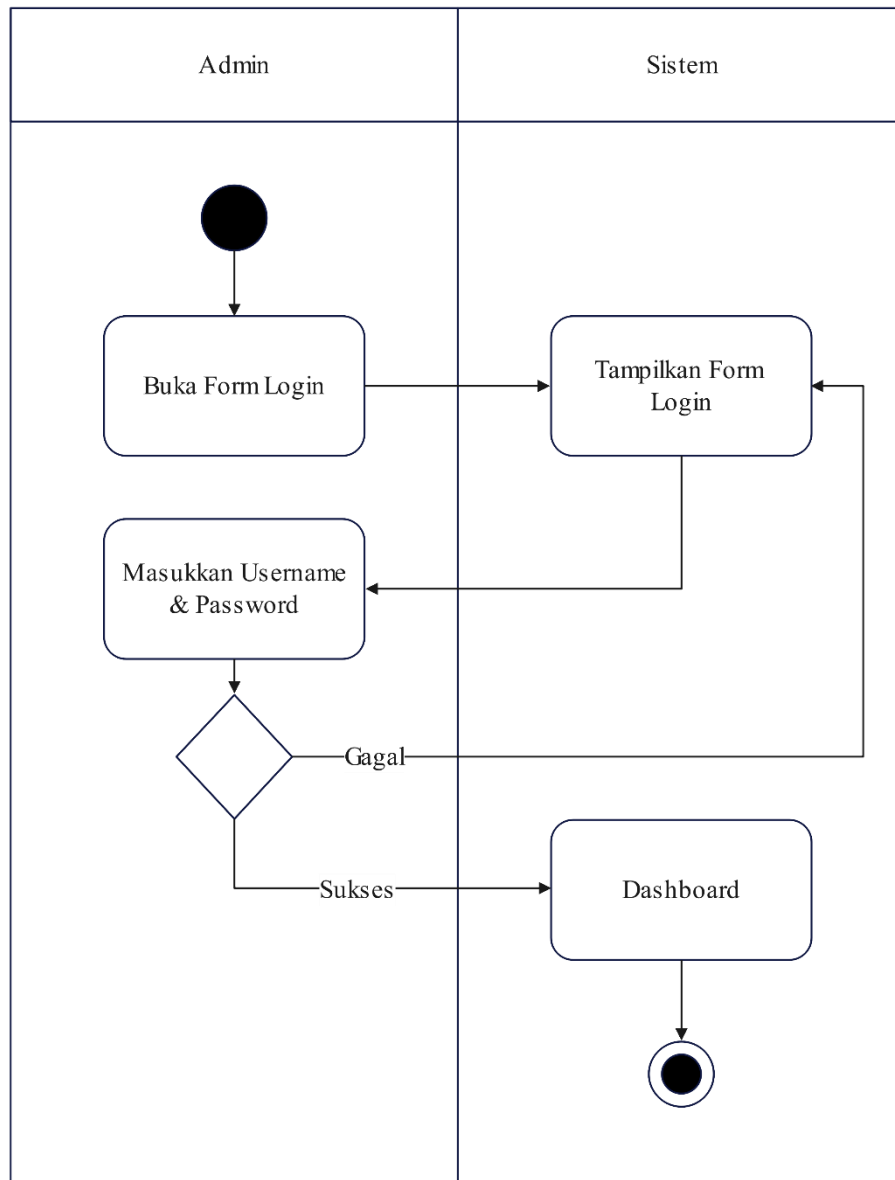 Admin
Sistem
Buka Form Login
Tampilkan Form
Login
Masukkan Username
& Password
Gagal
Sukses
Dashboard